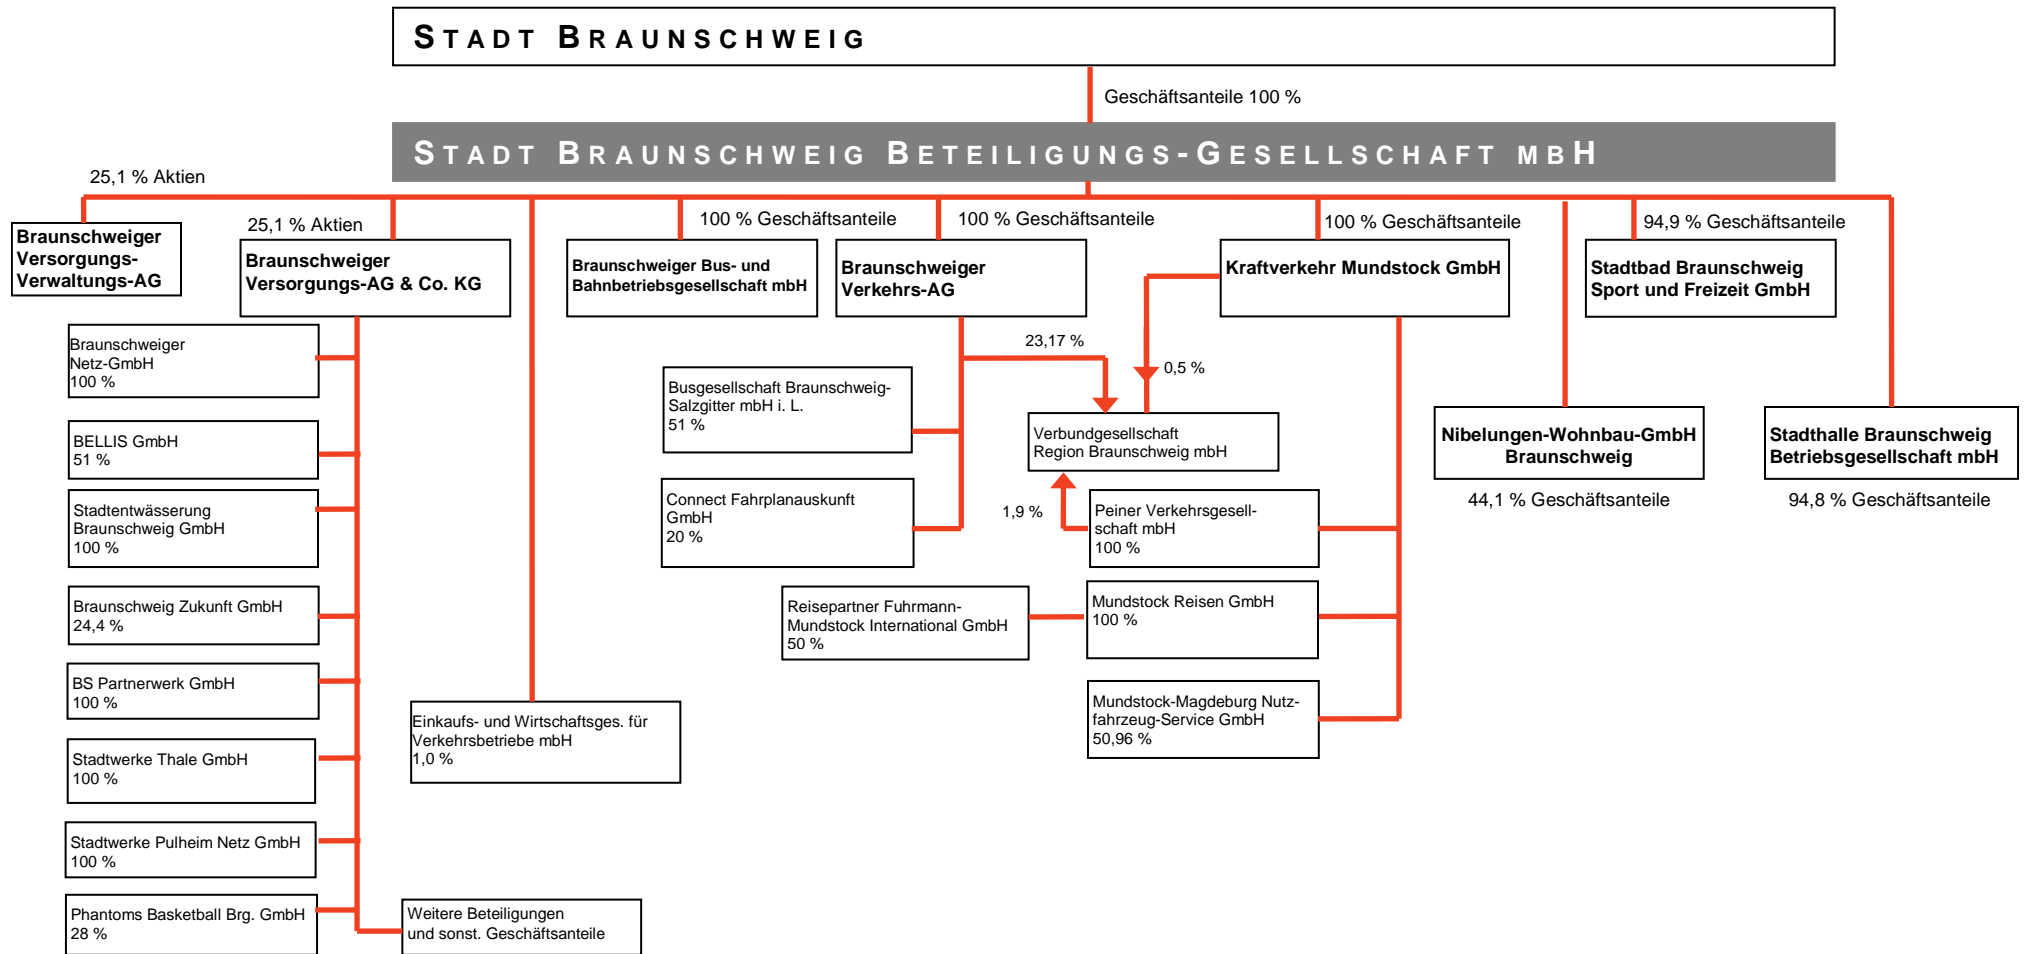 STADT BRAUNSCHWEIG
Geschäftsanteile 100 %
STADT BRAUNSCHWEIG BETEILIGUNGS-GESELLSCHAFT MBH
25,1 % Aktien
Braunschweiger
Versorgungs-
Verwaltungs-AG
25,1 % Aktien
Braunschweiger
Versorgungs-AG & Co. KG
100 % Geschäftsanteile
Braunschweiger Bus- und
Bahnbetriebsgesellschaft mbH
100 % Geschäftsanteile
Braunschweiger
Verkehrs-AG
100 % Geschäftsanteile
Kraftverkehr Mundstock GmbH
94,9 % Geschäftsanteile
Stadtbad Braunschweig
Sport und Freizeit GmbH
Braunschweiger
Netz-GmbH
100 %
BELLIS GmbH
51 %
Stadtentwässerung
Braunschweig GmbH
100 %
Braunschweig Zukunft GmbH
24,4 %
BS Partnerwerk GmbH
100 %
Stadtwerke Thale GmbH
100 %
Stadtwerke Pulheim Netz GmbH
100 %
Phantoms Basketball Brg. GmbH
28 %
Weitere Beteiligungen
und sonst. Geschäftsanteile
Einkaufs- und Wirtschaftsges. für
Verkehrsbetriebe mbH
1,0 %
Busgesellschaft Braunschweig-
Salzgitter mbH i. L.
51 %
Connect Fahrplanauskunft
GmbH
20 %
23,17 %
0,5 %
Verbundgesellschaft
Region Braunschweig mbH
1,9 %
Peiner Verkehrsgesell-
schaft mbH
100 %
Reisepartner Fuhrmann-
Mundstock International GmbH
50 %
Mundstock Reisen GmbH
100 %
Mundstock-Magdeburg Nutz-
fahrzeug-Service GmbH
50,96 %
Nibelungen-Wohnbau-GmbH
Braunschweig
44,1 % Geschäftsanteile
Stadthalle Braunschweig
Betriebsgesellschaft mbH
94,8 % Geschäftsanteile